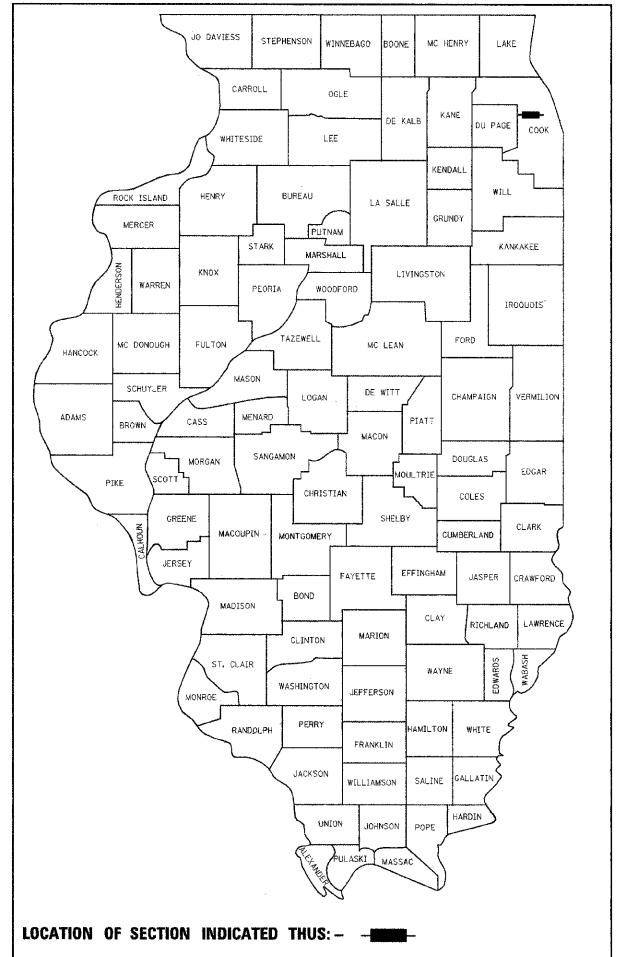 JO DAVIESS
STEPHENSON
WINNEBAGO
BOONE
MC HENRY
LAKE
CARROLL
OGLE
DE KALB
KANE
DU PAGE
COOK
WHITESIDE
LEE
KENDALL
WILL
ROCK ISLAND
HENRY
BUREAU
LA SALLE
GRUNDY
MERCER
PUTNAM
STARK
MARSHALL
KANKAKEE
HENDERSON
WARREN
KNOX
PEORIA
WOODFORD
LIVINGSTON
IROQUOIS
HANCOCK
MC DONOUGH
FULTON
TAZEWELL
MC LEAN
FORD
SCHUYLER
MASON
LOGAN
DE WITT
CHAMPAIGN
VERMILION
ADAMS
BROWN
CASS
MENARD
MACON
PIATT
MORGAN
SANGAMON
DOUGLAS
EDGAR
PIKE
SCOTT
CHRISTIAN
MOULTRIE
COLES
GREENE
MACOUPIN
MONTGOMERY
SHELBY
CUMBERLAND
CLARK
CALHOUN
JERSEY
FAYETTE
EFFINGHAM
JASPER
CRAWFORD
MADISON
BOND
CLAY
RICHLAND
LAWRENCE
CLINTON
MARION
ST. CLAIR
WAYNE
EDWARDS
WABASH
WASHINGTON
JEFFERSON
MONROE
RANDOLPH
PERRY
HAMILTON
WHITE
FRANKLIN
JACKSON
WILLIAMSON
SALINE
GALLATIN
UNION
JOHNSON
POPE
HARDIN
ALEXANDER
PULASKI
MASSAC
LOCATION OF SECTION INDICATED THUS: -